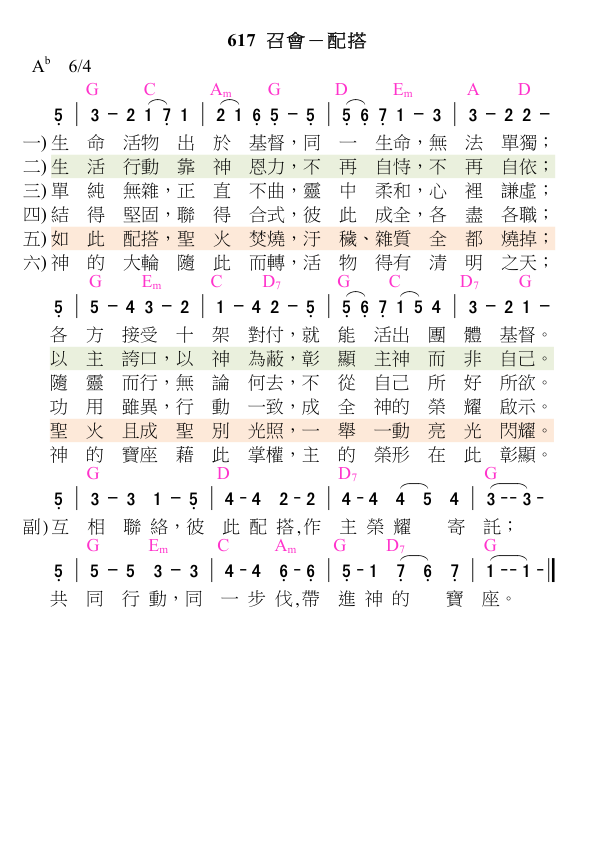 617 召會－配搭
A♭ 6/4
G C Am G D Em A D
5̣ | 3 - 2 1 7̣ 1 | 2 1 6̣ 5̣ - 5̣ | 5̣ 6̣ 7̣ 1 - 3 | 3 - 2 2 -
一)生 命 活物 出 於 基督，同 一 生命，無 法 單獨；
二)生 活 行動 靠 神 恩力，不 再 自恃，不 再 自依；
三)單 純 無雜，正 直 不曲，靈 中 柔和，心 裡 謙虛；
四)結 得 堅固，聯 得 合式，彼 此 成全，各 盡 各職；
五)如 此 配搭，聖 火 焚燒，汙 穢、雜質 全 都 燒掉；
六)神 的 大輪 隨 此 而轉，活 物 得有 清 明 之天；
G Em C D7 G C D7 G
5̣ | 5 - 4 3 - 2 | 1 - 4 2 - 5̣ | 5̣ 6̣ 7̣ 1 5 4 | 3 - 2 1 -
各 方 接受 十 架 對付，就 能 活出 團 體 基督。
以 主 誇口，以 神 為蔽，彰 顯 主神 而 非 自己。
隨 靈 而行，無 論 何去，不 從 自己 所 好 所欲。
功 用 雖異，行 動 一致，成 全 神的 榮 耀 啟示。
聖 火 且成 聖 別 光照，一 舉 一動 亮 光 閃耀。
神 的 寶座 藉 此 掌權，主 的 榮形 在 此 彰顯。
G D D7 G
5̣ | 3 - 3 1 - 5̣ | 4 - 4 2 - 2 | 4 - 4 4 5 4 | 3 - - 3 -
副)互 相 聯 絡，彼 此 配 搭,作 主 榮 耀 寄 託；
G Em C Am G D7 G
5̣ | 5 - 5 3 - 3 | 4 - 4 6̣ - 6̣ | 5̣ - 1 7̣ 6̣ 7̣ | 1 - - 1 - ‖
共 同 行 動，同 一 步 伐,帶 進 神 的 寶 座。